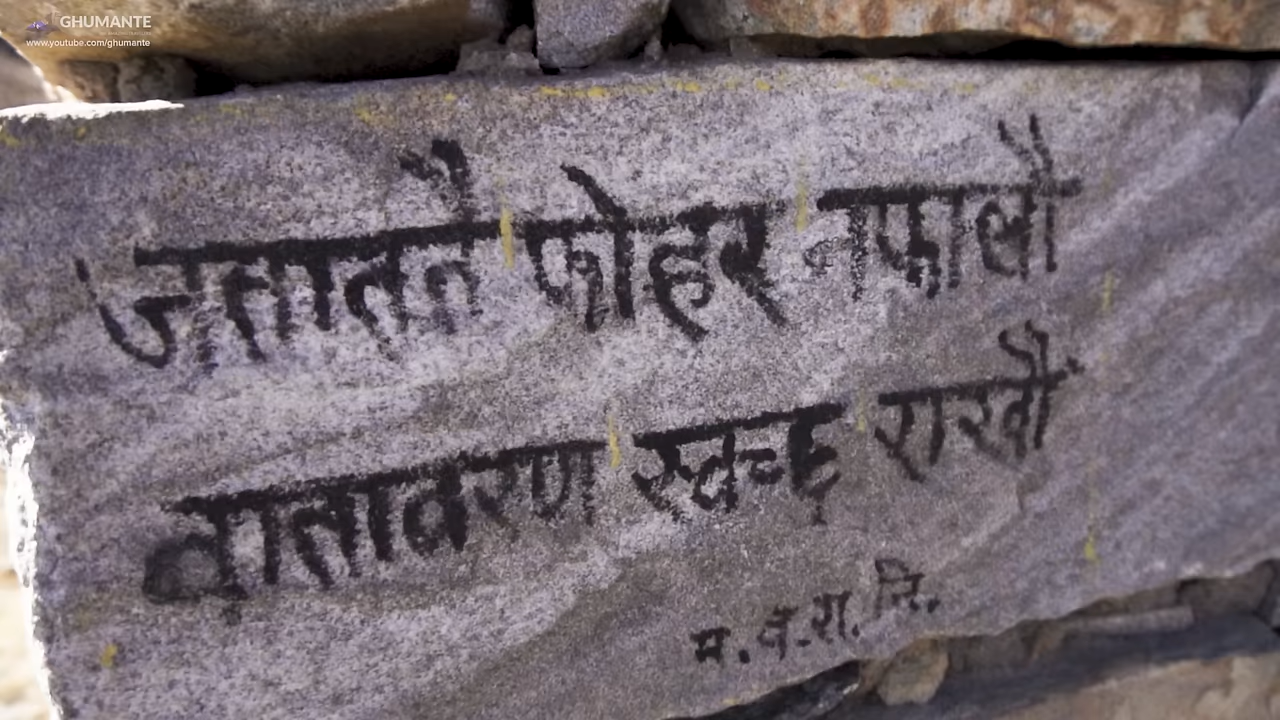 GHUMANTE
www.youtube.com/ghumante
जताततै फोहर नफालौं
वातावरण स्वच्छ राखौं
म.व.रा.नि.